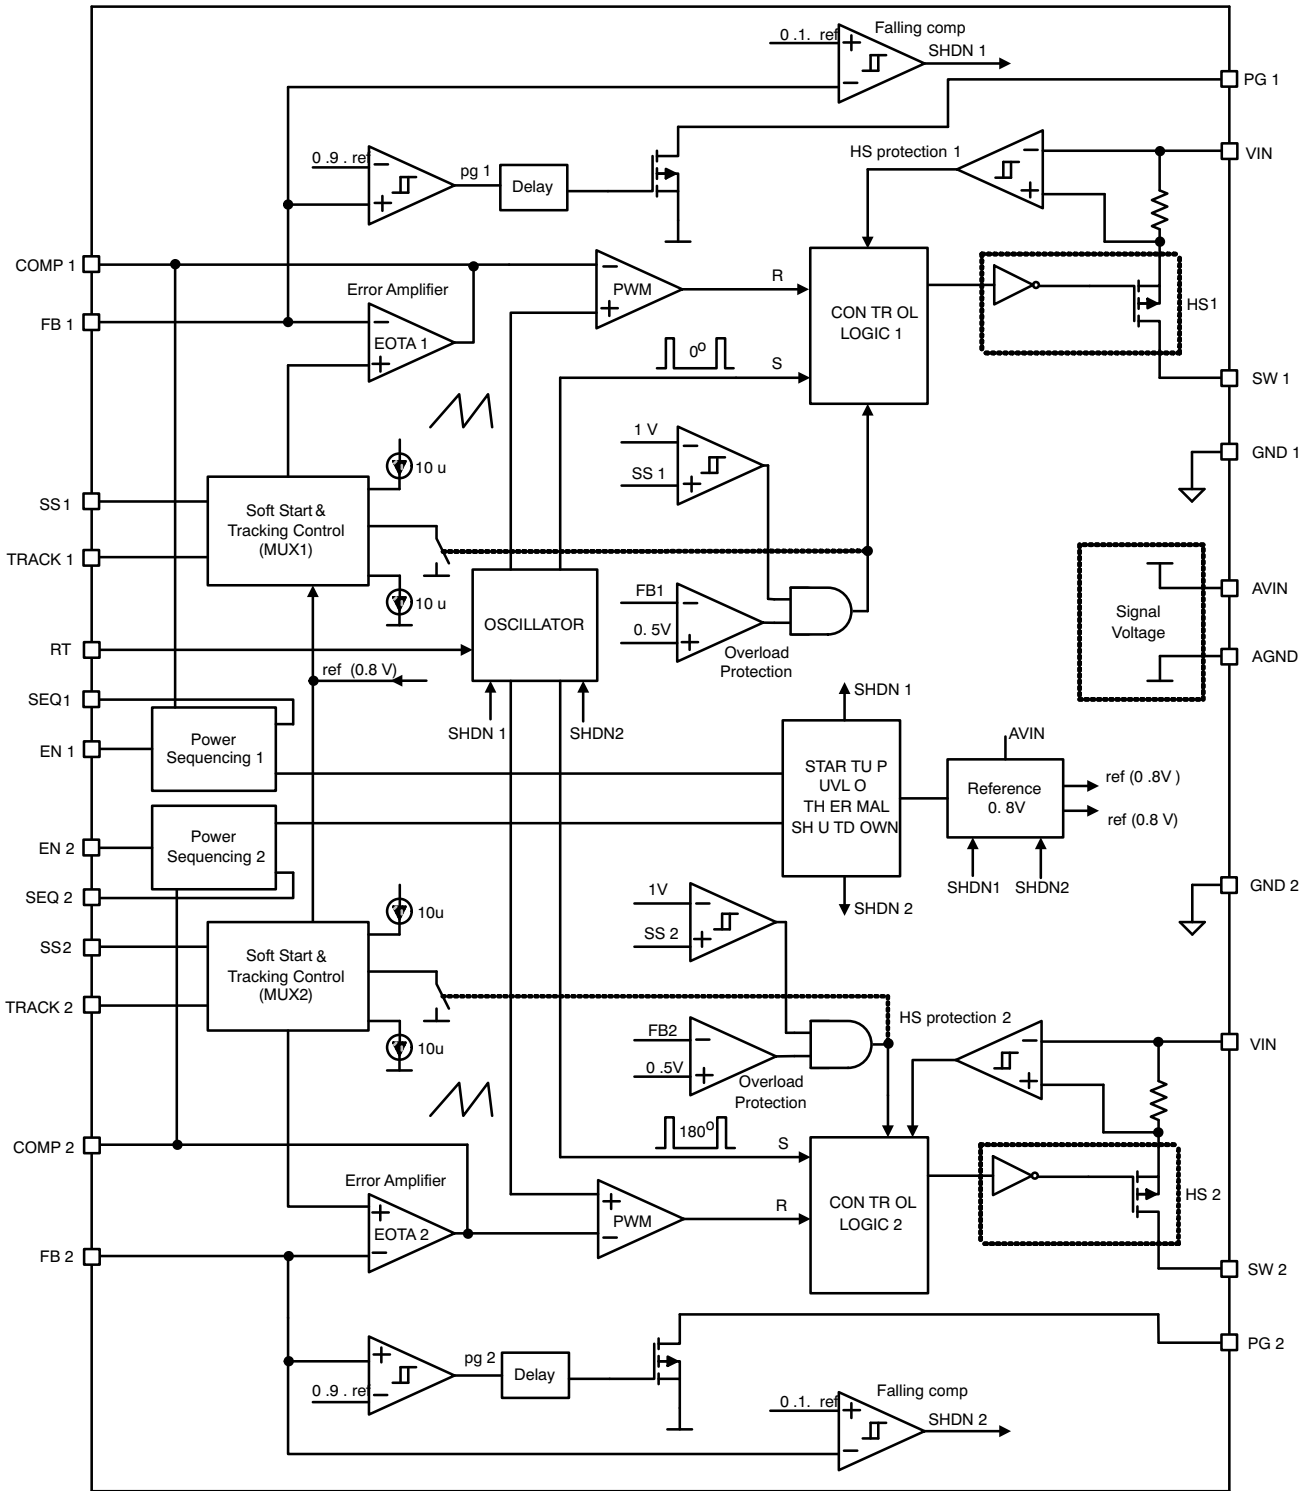 Falling comp
0 .1. ref
SHDN 1
PG 1
0 .9 . ref
pg 1
Delay
HS protection 1
VIN
COMP 1
Error Amplifier
PWM
R
CON TR OL
LOGIC 1
HS1
FB 1
EOTA 1
0º
S
SW 1
1 V
SS 1
10 u
GND 1
SS1
Soft Start &
Tracking Control
(MUX1)
TRACK 1
10 u
OSCILLATOR
FB1
0. 5V
Overload
Protection
Signal
Voltage
AVIN
AGND
RT
ref (0.8 V)
SEQ1
SHDN 1
SHDN2
SHDN 1
EN 1
Power
Sequencing 1
STAR TU P
UVL O
TH ER MAL
SH U TD OWN
AVIN
Reference
0. 8V
ref (0 .8V )
ref (0.8 V)
EN 2
Power
Sequencing 2
SEQ 2
SHDN1
SHDN2
SHDN 2
GND 2
1V
SS 2
10u
SS2
Soft Start &
Tracking Control
(MUX2)
TRACK 2
10u
FB2
0 .5V
Overload
Protection
HS protection 2
VIN
COMP 2
180º
S
Error Amplifier
EOTA 2
PWM
R
CON TR OL
LOGIC 2
HS 2
FB 2
SW 2
PG 2
pg 2
Delay
0 .9 . ref
Falling comp
0 .1. ref
SHDN 2